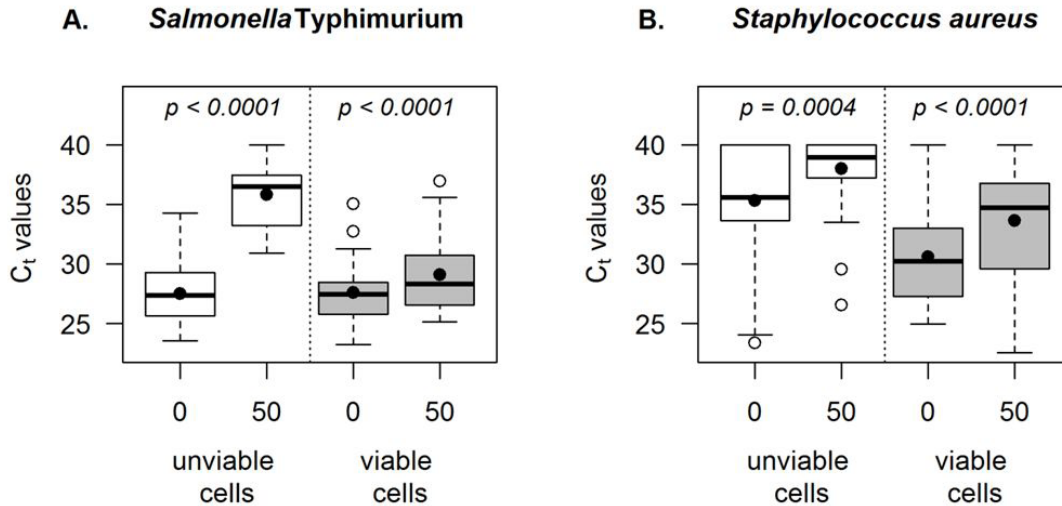 A. Salmonella Typhimurium
p < 0.0001 p < 0.0001
40
35
30
25
Ct values
0 50 0 50
unviable viable
cells cells
B. Staphylococcus aureus
p = 0.0004 p < 0.0001
40
35
30
25
Ct values
0 50 0 50
unviable viable
cells cells